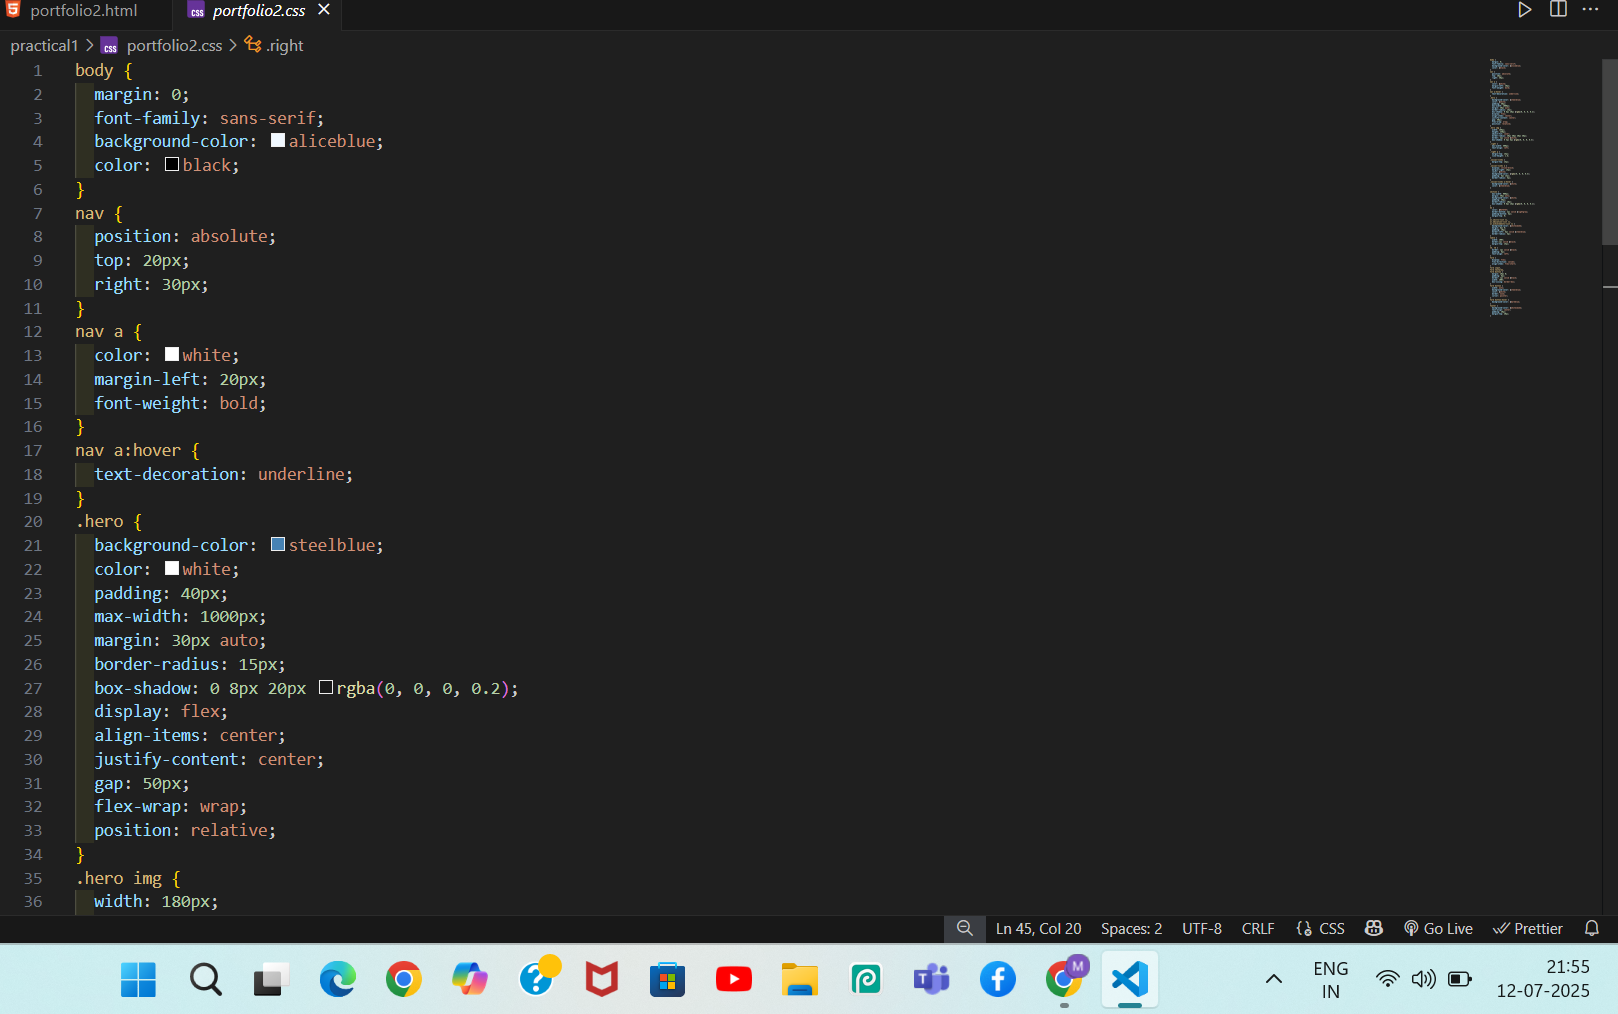 portfolio2.html
portfolio2.css
practical1 > portfolio2.css > .right
1 body {
2 margin: 0;
3 font-family: sans-serif;
4 background-color: aliceblue;
5 color: black;
6 }
7 nav {
8 position: absolute;
9 top: 20px;
10 right: 30px;
11 }
12 nav a {
13 color: white;
14 margin-left: 20px;
15 font-weight: bold;
16 }
17 nav a:hover {
18 text-decoration: underline;
19 }
20 .hero {
21 background-color: steelblue;
22 color: white;
23 padding: 40px;
24 max-width: 1000px;
25 margin: 30px auto;
26 border-radius: 15px;
27 box-shadow: 0 8px 20px rgba(0, 0, 0, 0.2);
28 display: flex;
29 align-items: center;
30 justify-content: center;
31 gap: 50px;
32 flex-wrap: wrap;
33 position: relative;
34 }
35 .hero img {
36 width: 180px;
Ln 45, Col 20 Spaces: 2 UTF-8 CRLF CSS Go Live Prettier
M
ENG
IN
21:55
12-07-2025